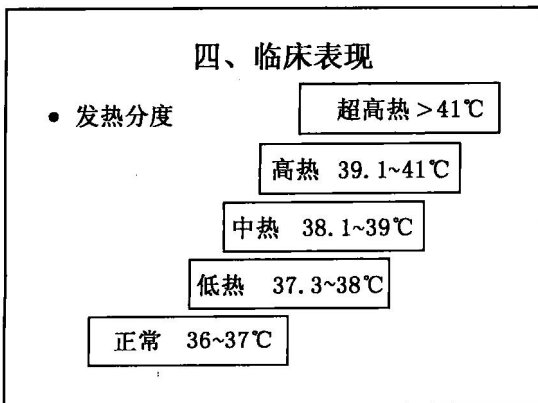 四、临床表现
• 发热分度
超高热＞41℃
高热 39.1~41℃
中热 38.1~39℃
低热 37.3~38℃
正常 36~37℃